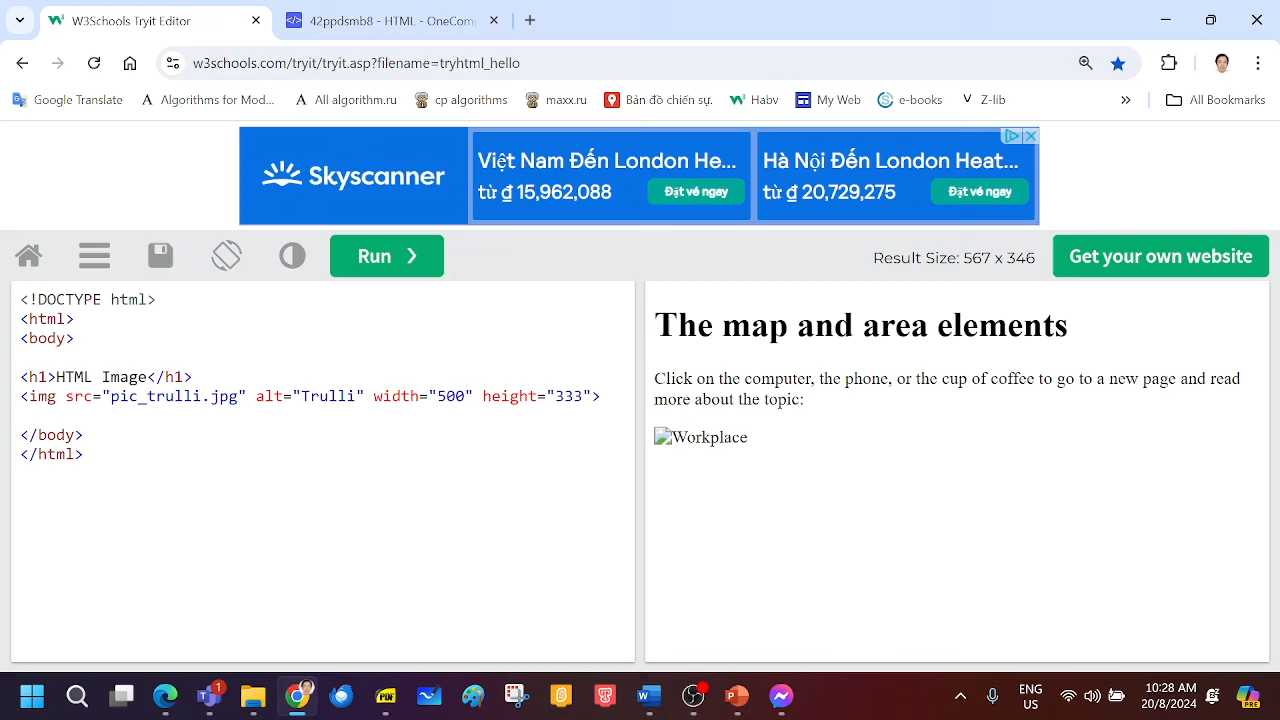 W3Schools Tryit Editor
42ppdsmb8 - HTML - OneComp
w3schools.com/tryit/tryit.asp?filename=tryhtml_hello
Google Translate
Algorithms for Mod...
All algorithm.ru
cp algorithms
maxx.ru
Bản đồ chiến sự.
Habv
My Web
e-books
Z-lib
All Bookmarks
Skyscanner
Việt Nam Đến London He...
từ ₫ 15,962,088
Đặt vé ngay
Hà Nội Đến London Heat...
từ ₫ 20,729,275
Đặt vé ngay
Run ❯
Result Size: 567 x 346
Get your own website
<!DOCTYPE html>
<html>
<body>
<h1>HTML Image</h1>
<img src="pic_trulli.jpg" alt="Trulli" width="500" height="333">
</body>
</html>
The map and area elements
Click on the computer, the phone, or the cup of coffee to go to a new page and read
more about the topic:
Workplace
1
PDF
ENG
US
10:28 AM
20/8/2024
PRE